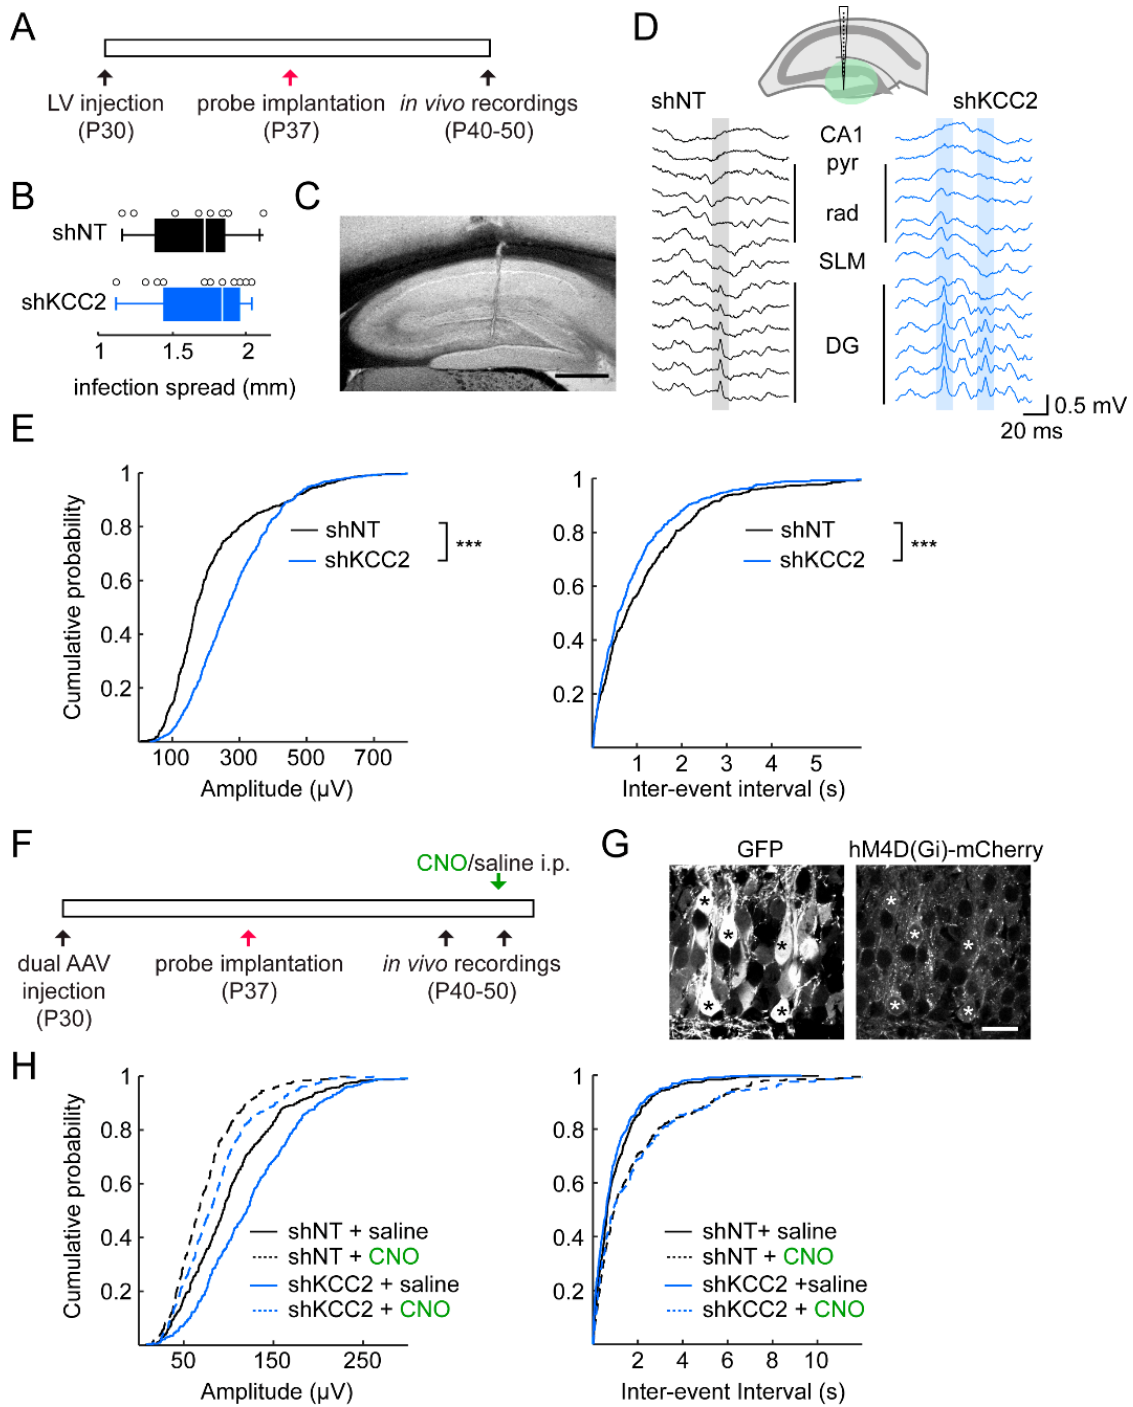 A
LV injection
(P30)
probe implantation
(P37)
in vivo recordings
(P40-50)
B
shNT
shKCC2
1
1.5
2
infection spread (mm)
C
D
shNT
shKCC2
CA1
pyr
rad
SLM
DG
0.5 mV
20 ms
E
Cumulative probability
1
0.8
0.6
0.4
0.2
100
300
500
700
Amplitude (µV)
shNT
shKCC2
***
1
0.8
0.6
0.4
0.2
1
2
3
4
5
Inter-event interval (s)
shNT
shKCC2
***
F
CNO/saline i.p.
dual AAV
injection
(P30)
probe implantation
(P37)
in vivo recordings
(P40-50)
G
GFP
hM4D(Gi)-mCherry
* * * * *
* * * * *
H
Cumulative probability
1
0.8
0.6
0.4
0.2
50
150
250
Amplitude (µV)
shNT + saline
shNT + CNO
shKCC2 + saline
shKCC2 + CNO
1
0.8
0.6
0.4
0.2
2
4
6
8
10
Inter-event Interval (s)
shNT+ saline
shNT + CNO
shKCC2 +saline
shKCC2 + CNO